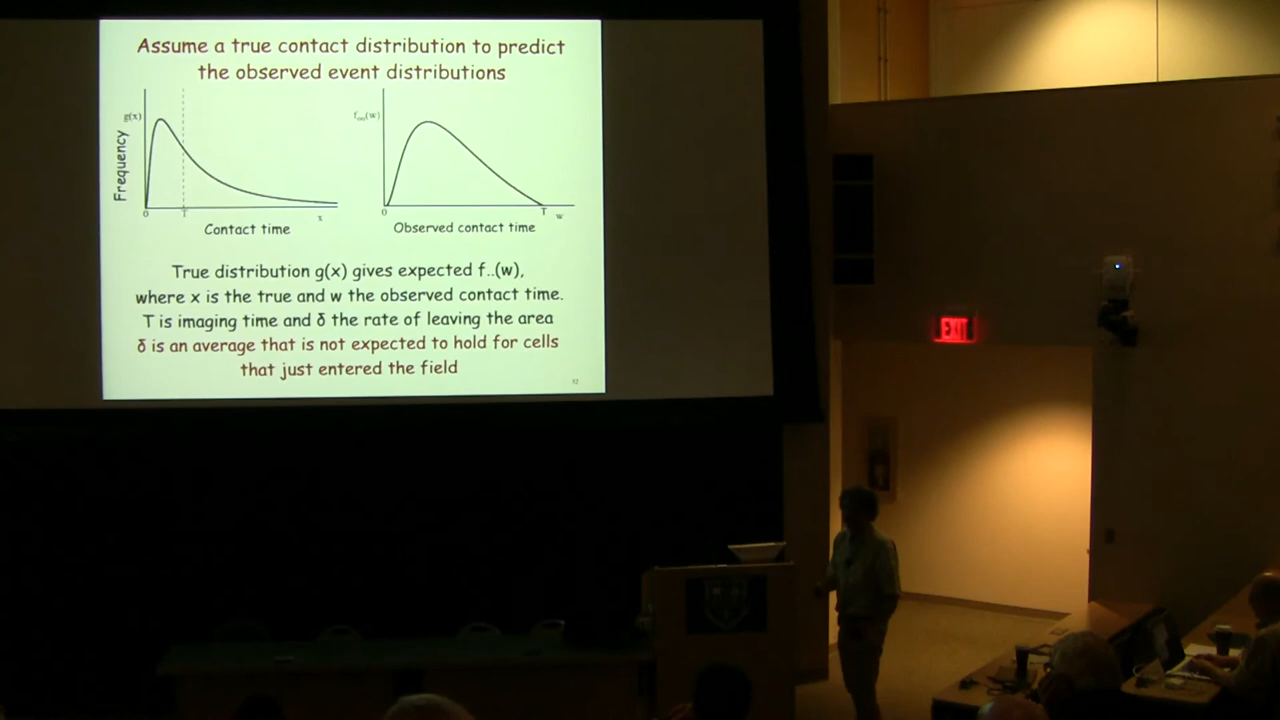 Assume a true contact distribution to predict
the observed event distributions
g(x)
Frequency
0
T
x
Contact time
f∞(w)
0
T
w
Observed contact time
True distribution g(x) gives expected f..(w),
where x is the true and w the observed contact time.
T is imaging time and δ the rate of leaving the area
δ is an average that is not expected to hold for cells
that just entered the field
EXIT